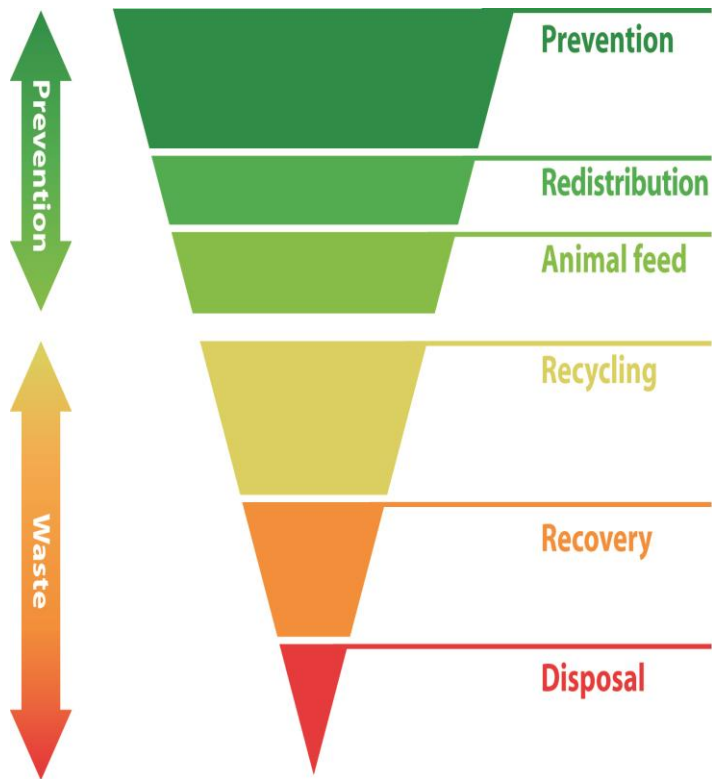 Prevention
Prevention
Redistribution
Animal feed
Waste
Recycling
Recovery
Disposal